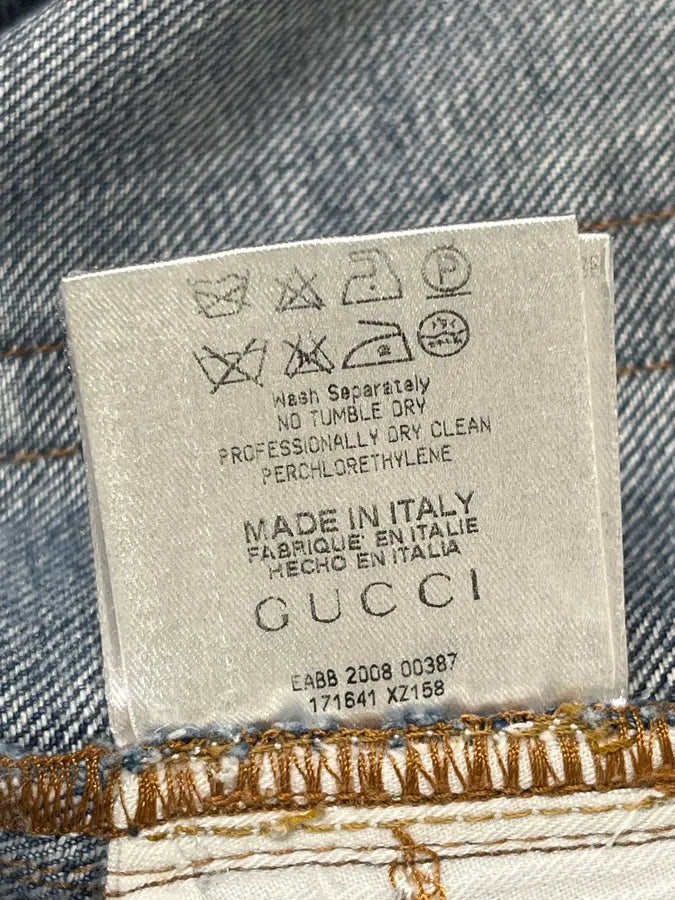 P
Wash Separately
NO TUMBLE DRY
PROFESSIONALLY DRY CLEAN
PERCHLORETHYLENE
MADE IN ITALY
FABRIQUE' EN ITALIE
HECHO EN ITALIA
GUCCI
EABB 2008 00387
171641 XZ158